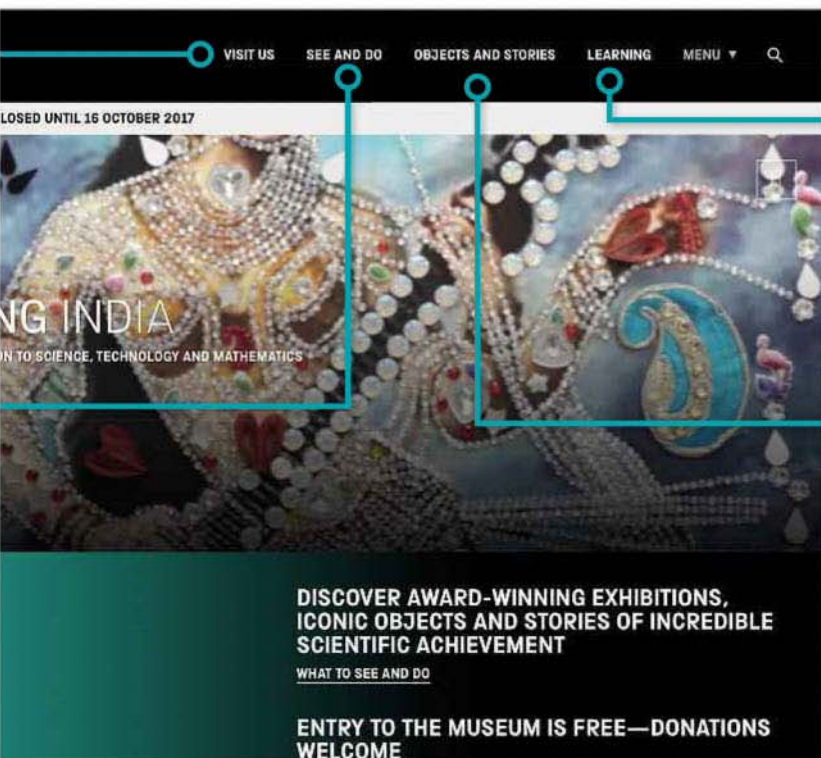 VISIT US SEE AND DO OBJECTS AND STORIES LEARNING MENU
LOSED UNTIL 16 OCTOBER 2017
NG INDIA
ON TO SCIENCE, TECHNOLOGY AND MATHEMATICS
DISCOVER AWARD-WINNING EXHIBITIONS,
ICONIC OBJECTS AND STORIES OF INCREDIBLE
SCIENTIFIC ACHIEVEMENT
WHAT TO SEE AND DO
ENTRY TO THE MUSEUM IS FREE—DONATIONS
WELCOME